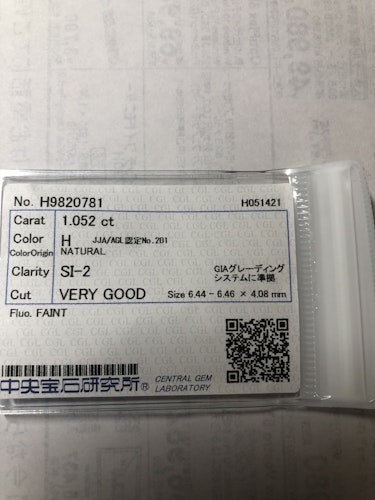 No. H9820781 H051421
Carat 1.052 ct
Color H JJA/AGL認定No.201
ColorOrigin NATURAL
Clarity SI-2 GIAグレーディング
システムに準拠
Cut VERY GOOD Size 6.44 - 6.46 × 4.08 mm
Fluo. FAINT
中央宝石研究所® CENTRAL GEM
LABORATORY